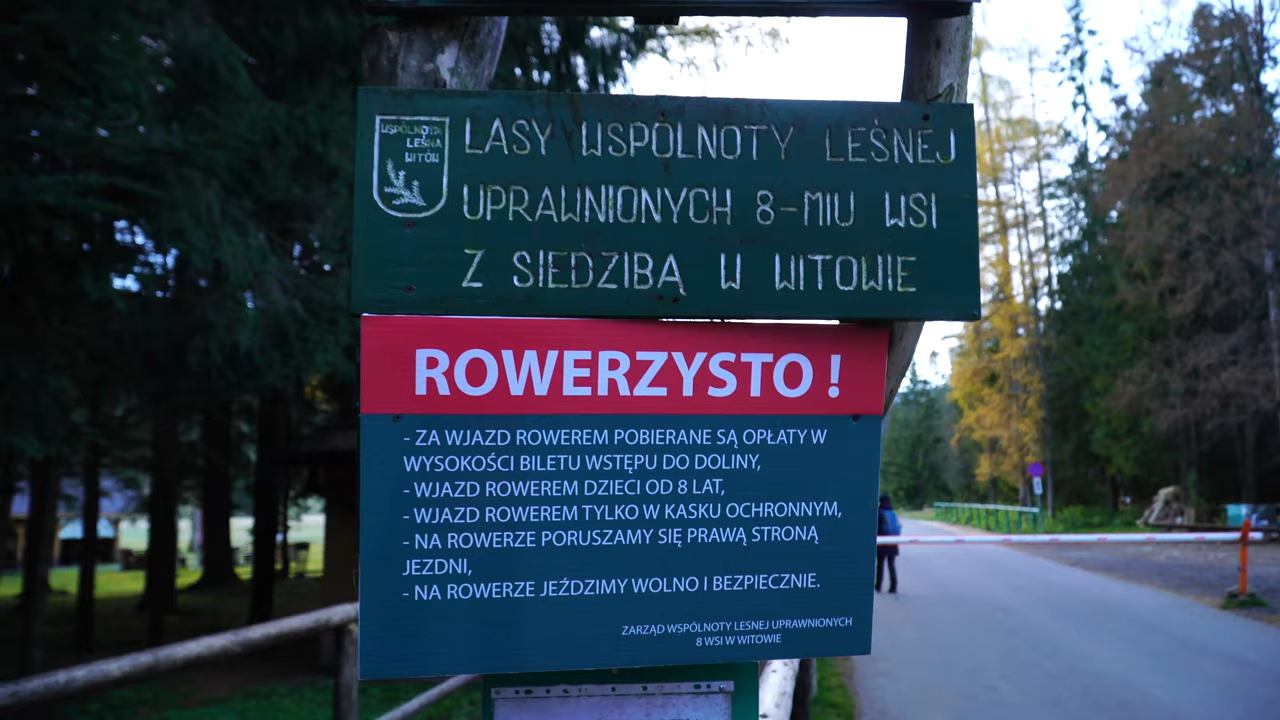 WSPÓLNOTA
LEŚNA
WITÓW
LASY WSPÓLNOTY LEŚNEJ
UPRAWNIONYCH 8-MIU WSI
Z SIEDZIBĄ W WITOWIE
ROWERZYSTO !
- ZA WJAZD ROWEREM POBIERANE SĄ OPŁATY W
WYSOKOŚCI BILETU WSTĘPU DO DOLINY,
- WJAZD ROWEREM DZIECI OD 8 LAT,
- WJAZD ROWEREM TYLKO W KASKU OCHRONNYM,
- NA ROWERZE PORUSZAMY SIĘ PRAWĄ STRONĄ
JEZDNI,
- NA ROWERZE JEŹDZIMY WOLNO I BEZPIECZNIE.
ZARZĄD WSPÓLNOTY LESNEJ UPRAWNIONYCH
8 WSI W WITOWIE